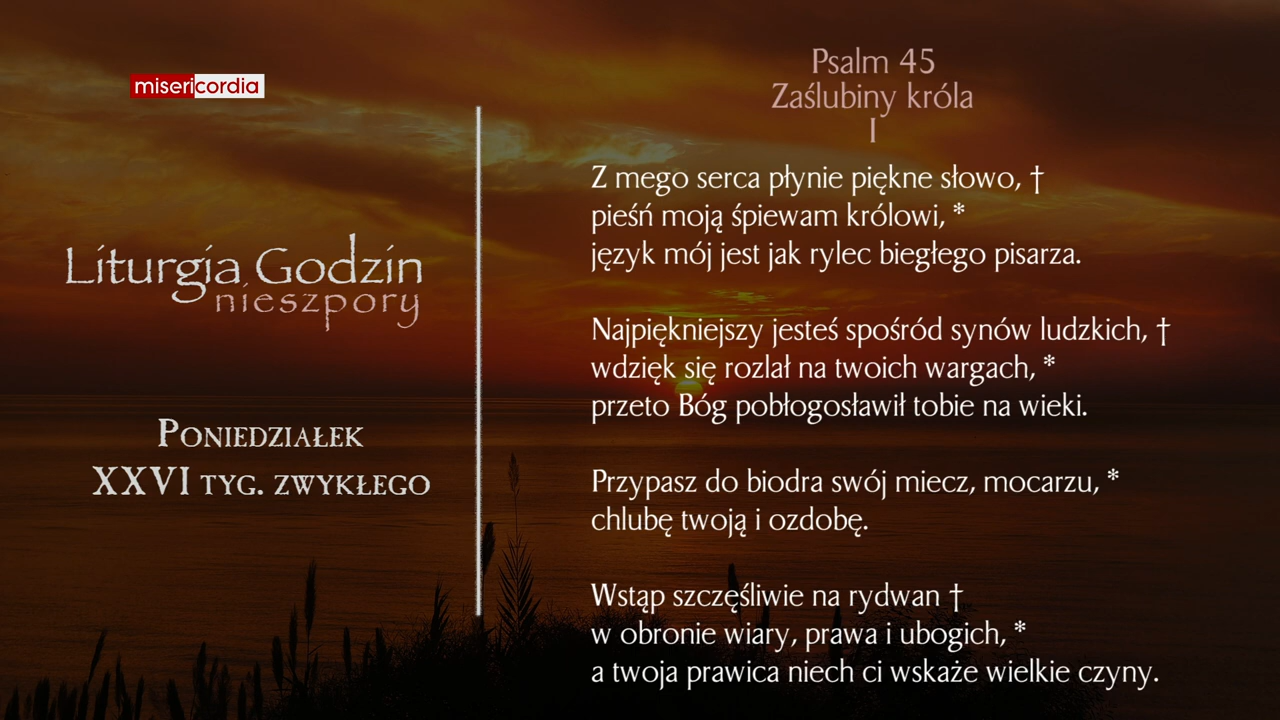 misericordia
Liturgia Godzin
nieszpory
Poniedziałek
XXVI tyg. zwykłego
Psalm 45
Zaślubiny króla
I
Z mego serca płynie piękne słowo, †
pieśń moją śpiewam królowi, *
język mój jest jak rylec biegłego pisarza.
Najpiękniejszy jesteś spośród synów ludzkich, †
wdzięk się rozlał na twoich wargach, *
przeto Bóg pobłogosławił tobie na wieki.
Przypasz do biodra swój miecz, mocarzu, *
chlubę twoją i ozdobę.
Wstąp szczęśliwie na rydwan †
w obronie wiary, prawa i ubogich, *
a twoja prawica niech ci wskaże wielkie czyny.